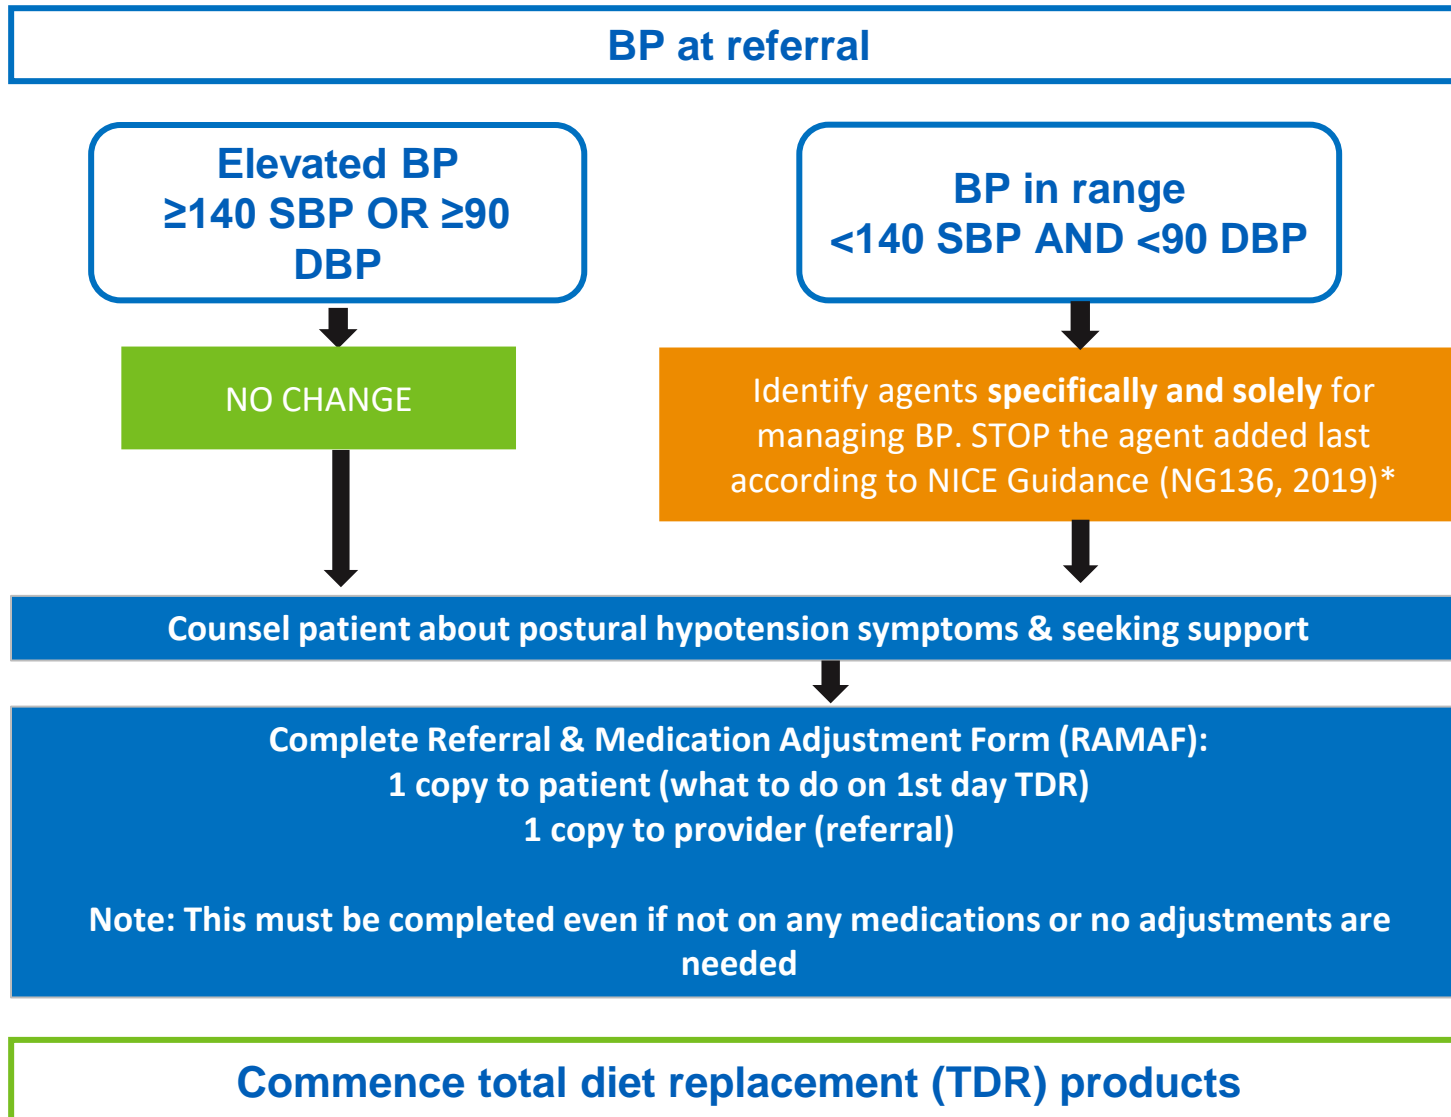 BP at referral
Elevated BP
≥140 SBP OR ≥90
DBP
BP in range
<140 SBP AND <90 DBP
NO CHANGE
Identify agents specifically and solely for
managing BP. STOP the agent added last
according to NICE Guidance (NG136, 2019)*
Counsel patient about postural hypotension symptoms & seeking support
Complete Referral & Medication Adjustment Form (RAMAF):
1 copy to patient (what to do on 1st day TDR)
1 copy to provider (referral)
Note: This must be completed even if not on any medications or no adjustments are
needed
Commence total diet replacement (TDR) products